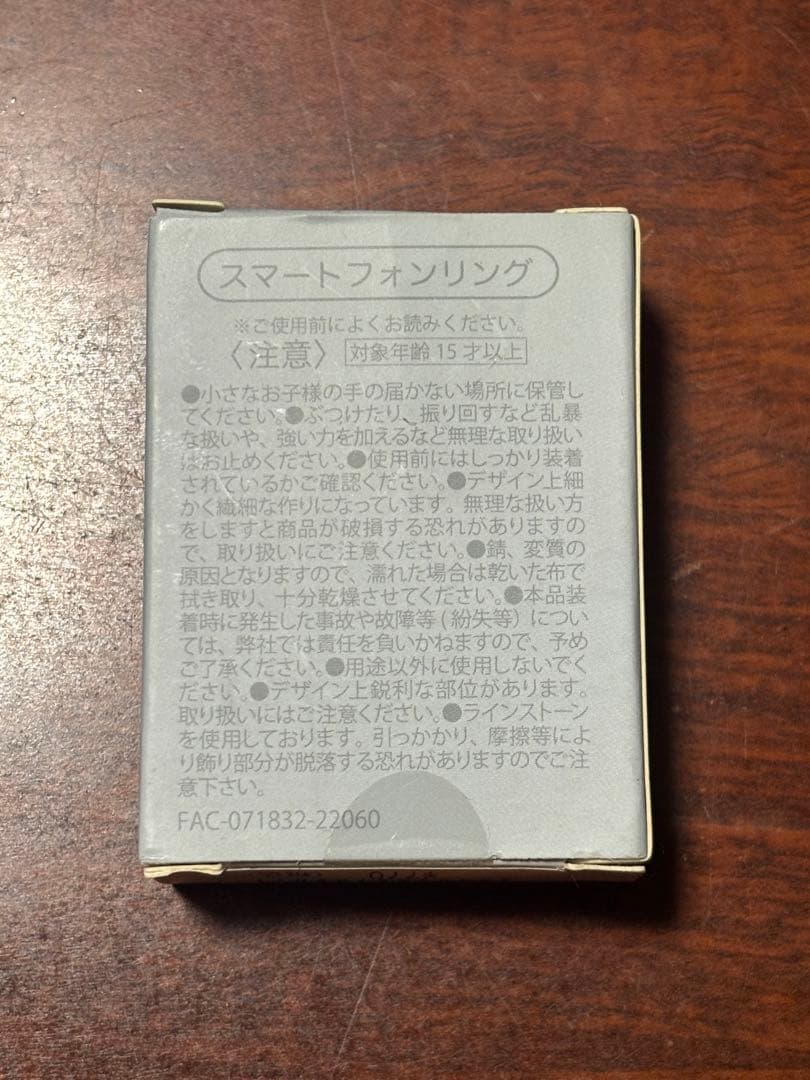 スマートフォンリング
※ご使用前によくお読みください。
〈注意〉 対象年齢15才以上
●小さなお子様の手の届かない場所に保管し
てください。●ぶつけたり、振り回すなど乱暴
な扱いや、強い力を加えるなど無理な取り扱い
はお止めください。●使用前にはしっかり装着
されているかご確認ください。●デザイン上細
かく繊細な作りになっています。無理な扱い方
をしますと商品が破損する恐れがありますの
で、取り扱いにご注意ください。●錆、変質の
原因となりますので、濡れた場合は乾いた布で
拭き取り、十分乾燥させてください。●本品装
着時に発生した事故や故障等(紛失等)につい
ては、弊社では責任を負いかねますので、予め
ご了承ください。●用途以外に使用しないでく
ださい。●デザイン上鋭利な部位があります。
取り扱いにはご注意ください。●ラインストーン
を使用しております。引っかかり、摩擦等によ
り飾り部分が脱落する恐れがありますのでご注
意下さい。
FAC-071832-22060